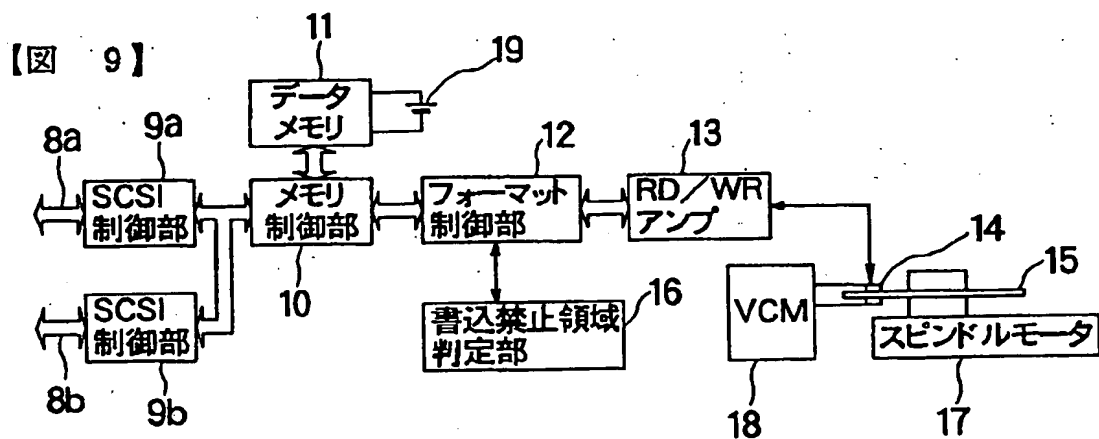 【図 9】
11
データ
メモリ
19
8a
9a
SCSI
制御部
メモリ
制御部
10
12
フォーマット
制御部
13
RD／WR
アンプ
14
15
VCM
18
スピンドルモータ
17
書込禁止領域
判定部
16
SCSI
制御部
8b
9b